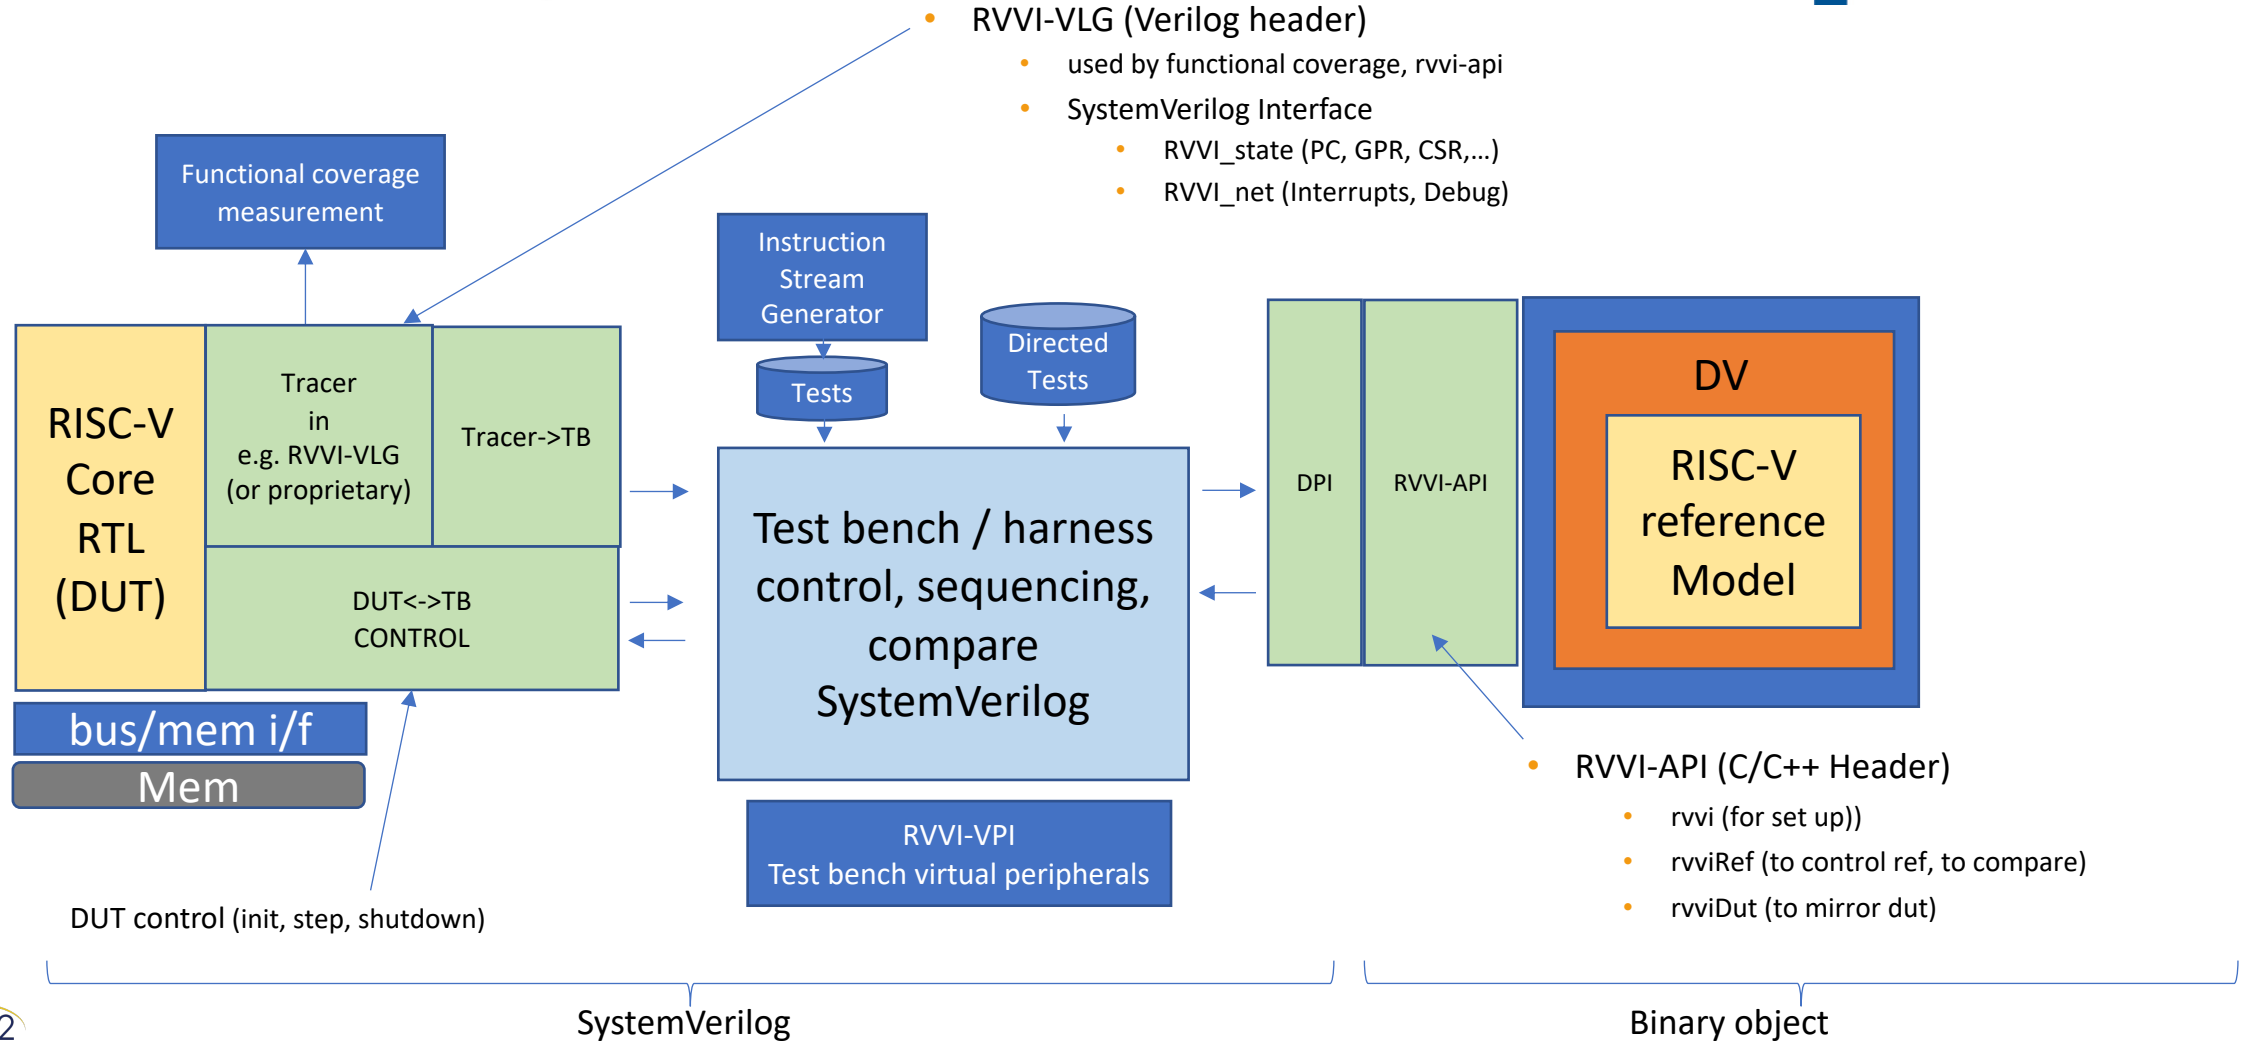 RVVI-VLG (Verilog header)
used by functional coverage, rvvi-api
SystemVerilog Interface
RVVI_state (PC, GPR, CSR,...)
RVVI_net (Interrupts, Debug)
Functional coverage
measurement
Instruction
Stream
Generator
Tests
Directed
Tests
RISC-V
Core
RTL
(DUT)
Tracer
in
e.g. RVVI-VLG
(or proprietary)
Tracer->TB
DUT<->TB
CONTROL
bus/mem i/f
Mem
DUT control (init, step, shutdown)
Test bench / harness
control, sequencing,
compare
SystemVerilog
RVVI-VPI
Test bench virtual peripherals
DPI
RVVI-API
DV
RISC-V
reference
Model
RVVI-API (C/C++ Header)
rvvi (for set up))
rvviRef (to control ref, to compare)
rvviDut (to mirror dut)
SystemVerilog
Binary object
2